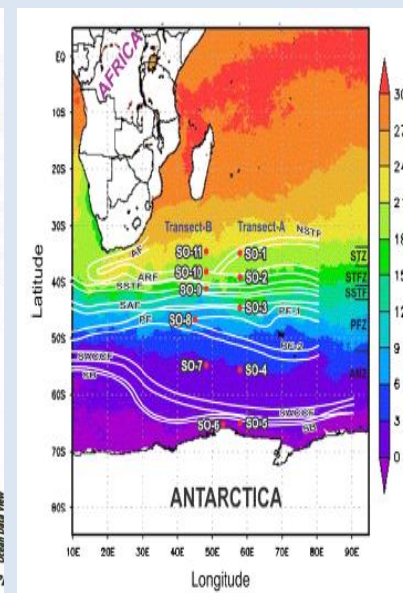 AFRICA
EQ
10S
20S
30S
40S
50S
60S
70S
80S
Latitude
Transect-B
Transect-A
NSTF
AF
SO-11
SO-1
ARF
SO-10
SO-2
SSTF
SO-9
SAF
SO-3
PF-1
PF
SO-8
PF-2
SACCF
SB
SO-7
SO-4
SACCF
SO-6
SO-5
SB
STZ
STFZ
SSTF
PFZ
ANTARCTICA
10E
20E
30E
40E
50E
60E
70E
80E
90E
Longitude
30
27
24
21
18
15
12
9
6
3
0
Ocean Data View